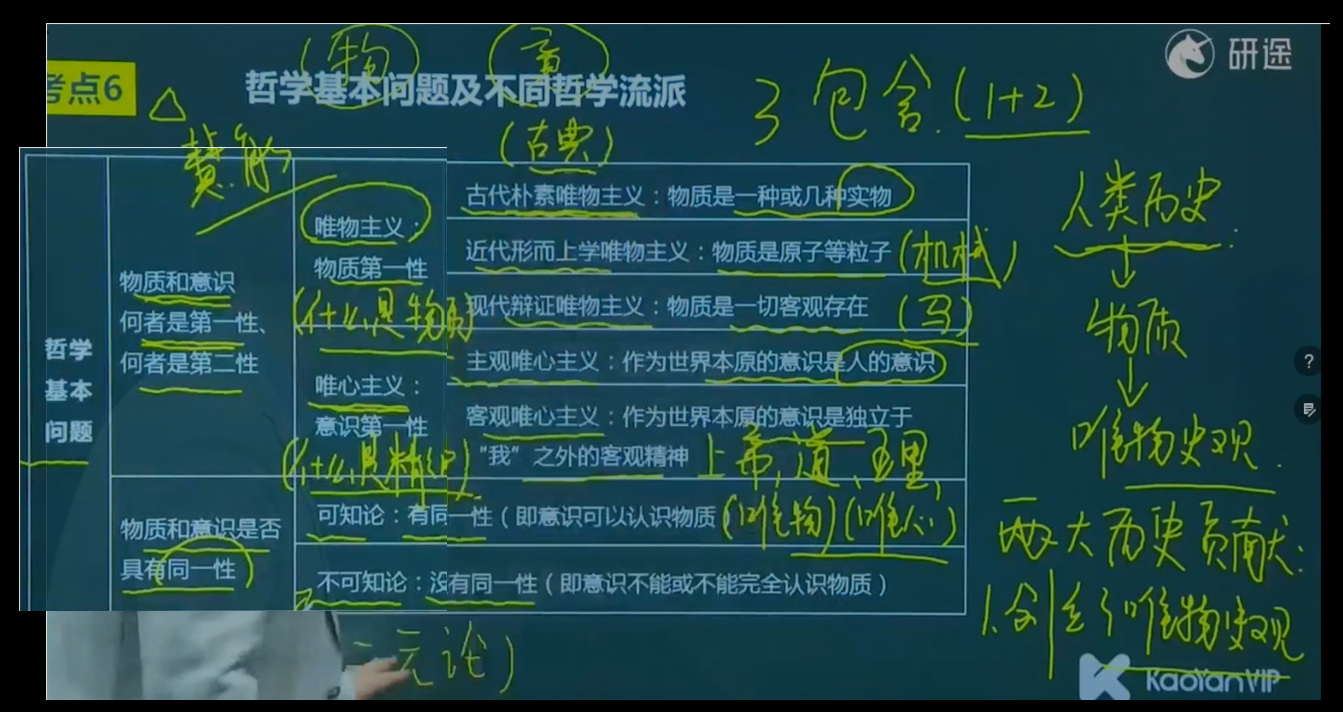 (物) 意
研途
考点6
哲学基本问题及不同哲学流派
3包含(1+2)
(古典)
慧能
哲学
基本
问题
物质和意识
何者是第一性、
何者是第二性
唯物主义：
物质第一性
唯心主义：
意识第一性
古代朴素唯物主义：物质是一种或几种实物
近代形而上学唯物主义：物质是原子等粒子(机械)
现代辩证唯物主义：物质是一切客观存在(马)
主观唯心主义：作为世界本原的意识是人的意识
客观唯心主义：作为世界本原的意识是独立于
“我”之外的客观精神 上帝,道,
物质和意识是否
具有同一性
可知论：有同一性（即意识可以认识物质 (唯物)(唯心)
不可知论：没有同一性（即意识不能或不能完全认识物质）
二元论)
人类历史
物质
唯物史观
两大历史贡献:
1.创立了唯物史观
KaoYanVIP
?